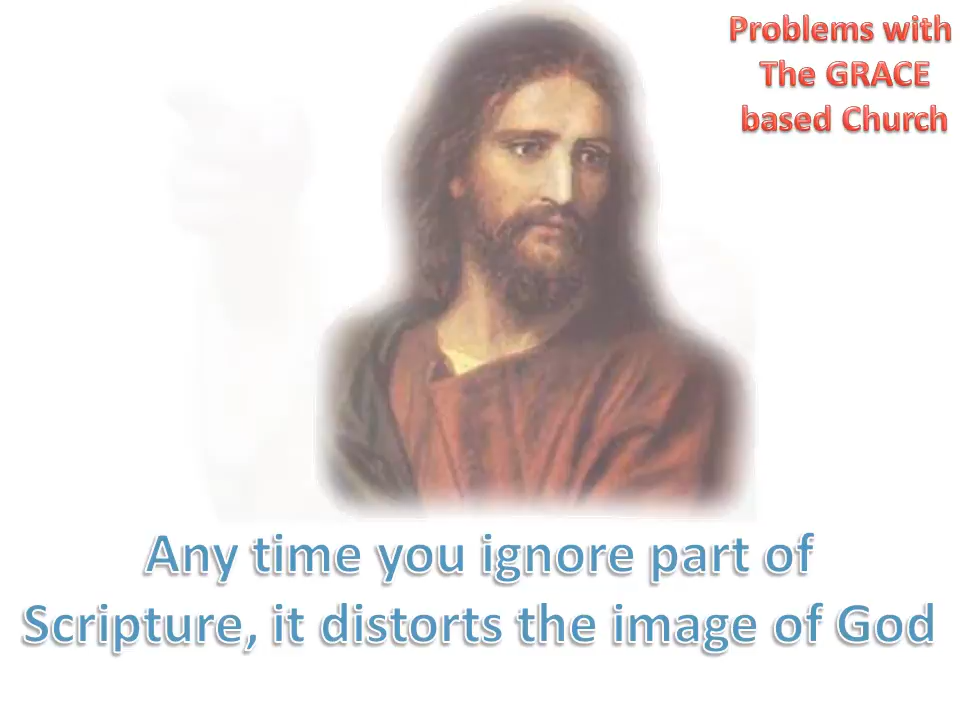 Problems with
The GRACE
based Church
Any time you ignore part of
Scripture, it distorts the image of God